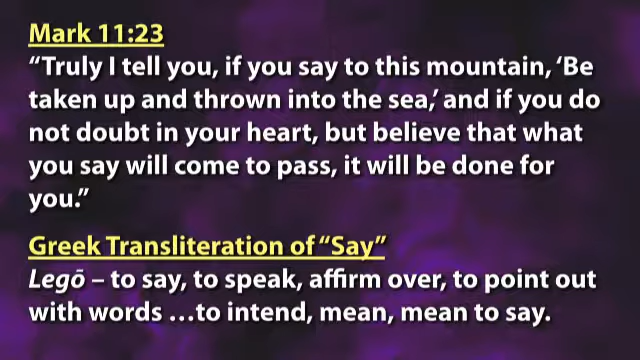 Mark 11:23
“Truly I tell you, if you say to this mountain, ‘Be
taken up and thrown into the sea,’ and if you do
not doubt in your heart, but believe that what
you say will come to pass, it will be done for
you.”
Greek Transliteration of “Say”
Legō – to say, to speak, affirm over, to point out
with words …to intend, mean, mean to say.